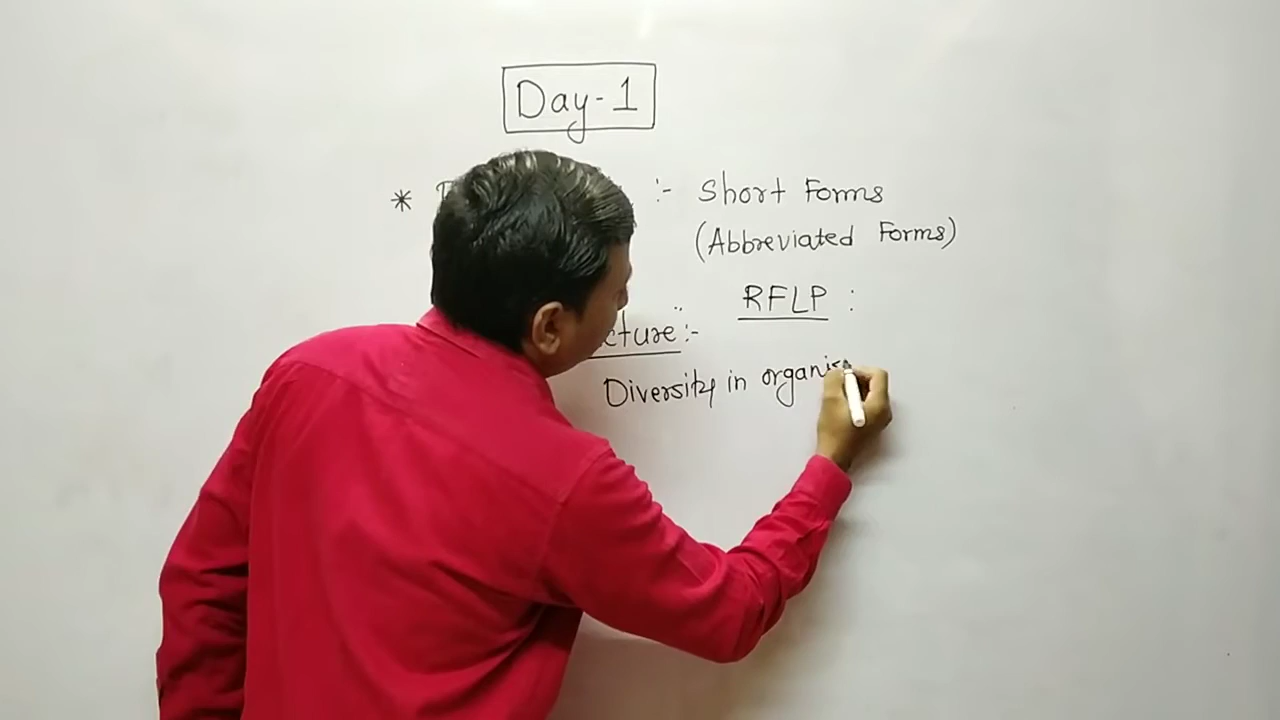 Day-1
* :- Short Forms
(Abbreviated Forms)
RFLP :
cture":-
Diversity in organis